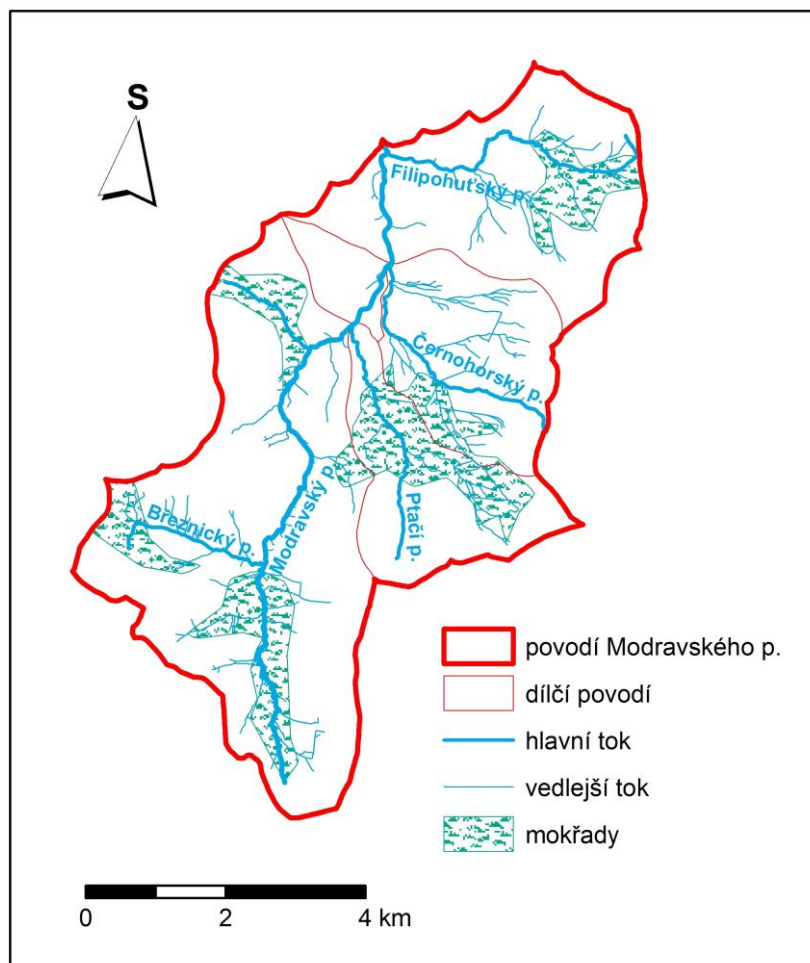 S
Filipohuťský p.
Černohorský p.
Modravský p.
Ptačí p.
Březnický p.
povodí Modravského p.
dílčí povodí
hlavní tok
vedlejší tok
mokřady
0 2 4 km